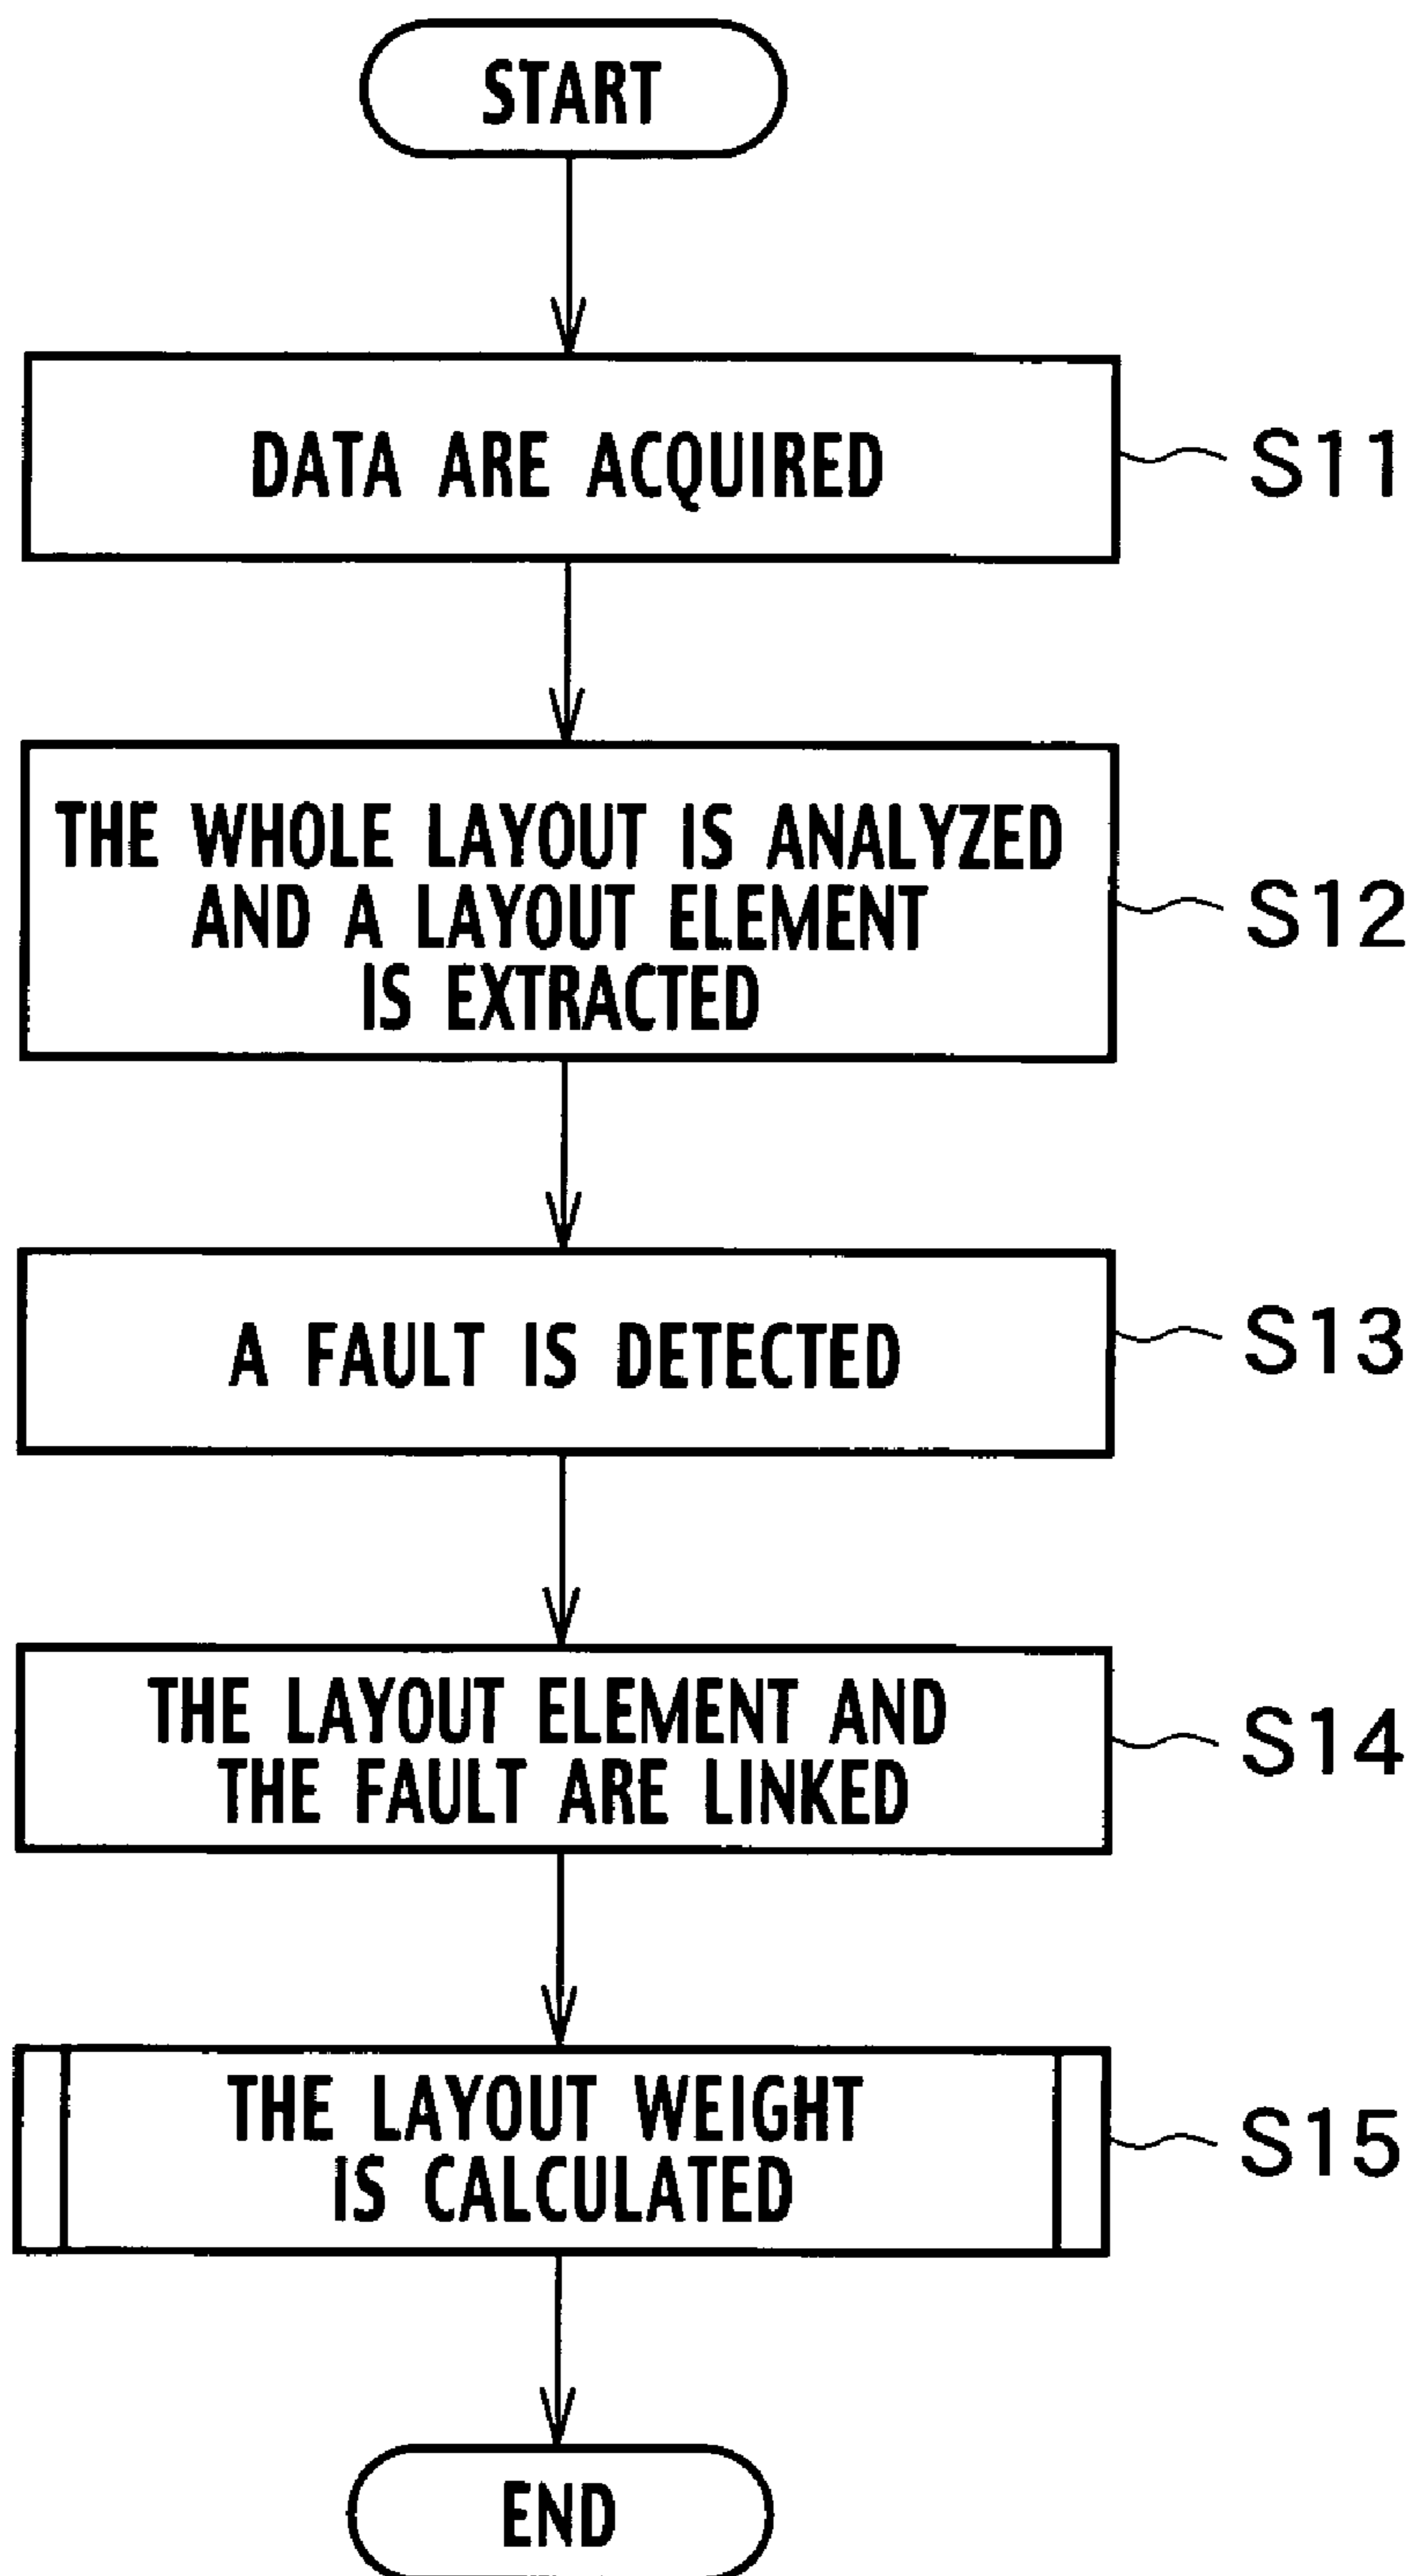 START
DATA ARE ACQUIRED
S11
THE WHOLE LAYOUT IS ANALYZED
AND A LAYOUT ELEMENT
IS EXTRACTED
S12
A FAULT IS DETECTED
S13
THE LAYOUT ELEMENT AND
THE FAULT ARE LINKED
S14
THE LAYOUT WEIGHT
IS CALCULATED
S15
END